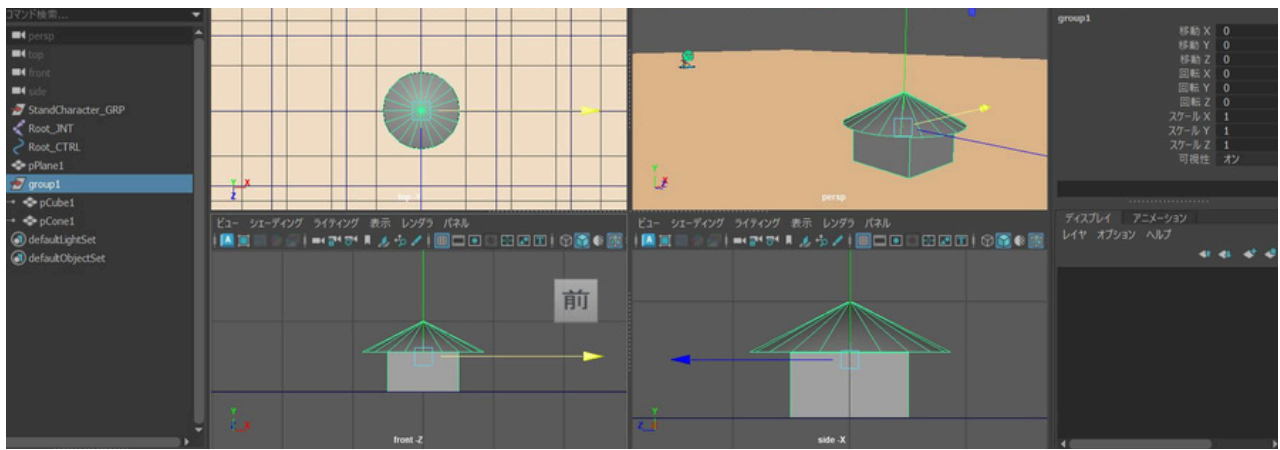 コマンド検索...
persp
top
front
side
StandCharacter_GRP
Root_JNT
Root_CTRL
pPlane1
group1
pCube1
pCone1
defaultLightSet
defaultObjectSet
Y X
Z
top -Y
persp
ビュー シェーディング ライティング 表示 レンダラ パネル
前
Y
front -Z
ビュー シェーディング ライティング 表示 レンダラ パネル
Y
Z
side -X
group1
移動 X 0
移動 Y 0
移動 Z 0
回転 X 0
回転 Y 0
回転 Z 0
スケール X 1
スケール Y 1
スケール Z 1
可視性 オン
ディスプレイ アニメーション
レイヤ オプション ヘルプ